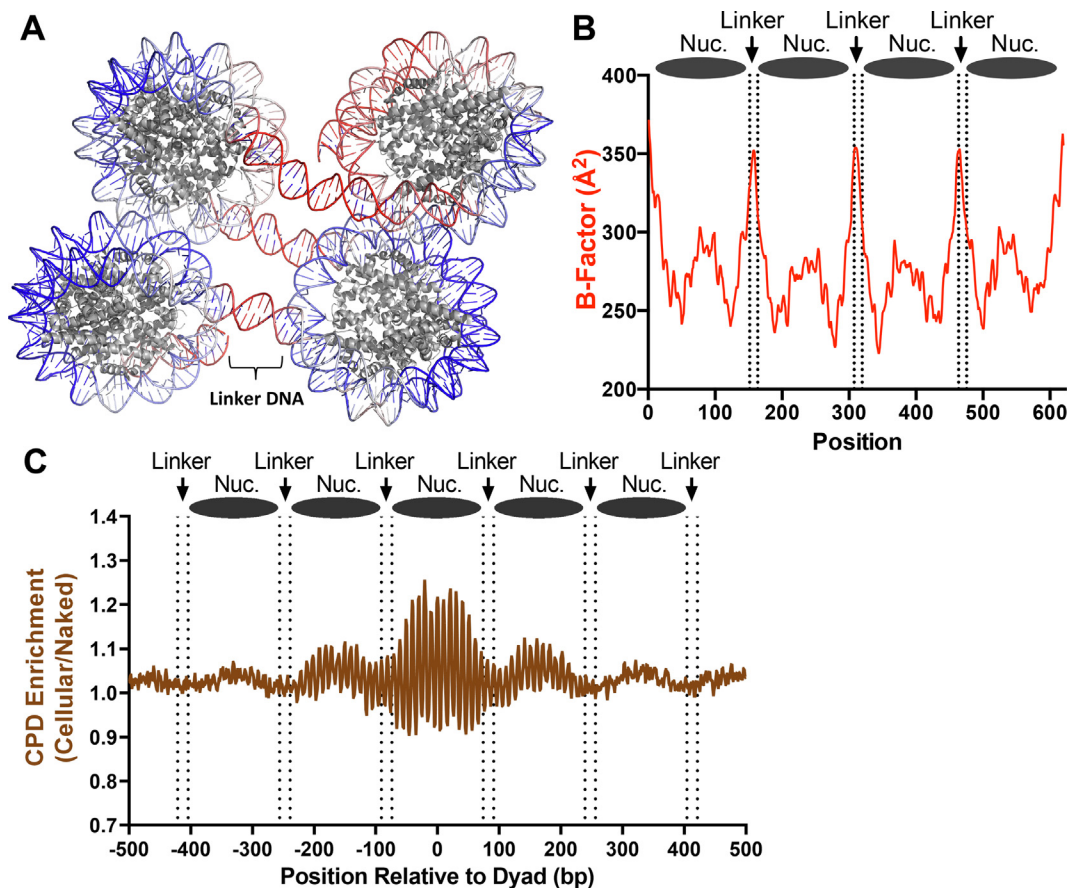 A
Linker DNA
B
Linker Linker Linker
Nuc. Nuc. Nuc. Nuc.
400
350
300
250
200
B-Factor (Å²)
0 100 200 300 400 500 600
Position
C
Linker Linker Linker Linker Linker Linker
Nuc. Nuc. Nuc. Nuc. Nuc.
1.4
1.3
1.2
1.1
1.0
0.9
0.8
0.7
CPD Enrichment
(Cellular/Naked)
-500 -400 -300 -200 -100 0 100 200 300 400 500
Position Relative to Dyad (bp)